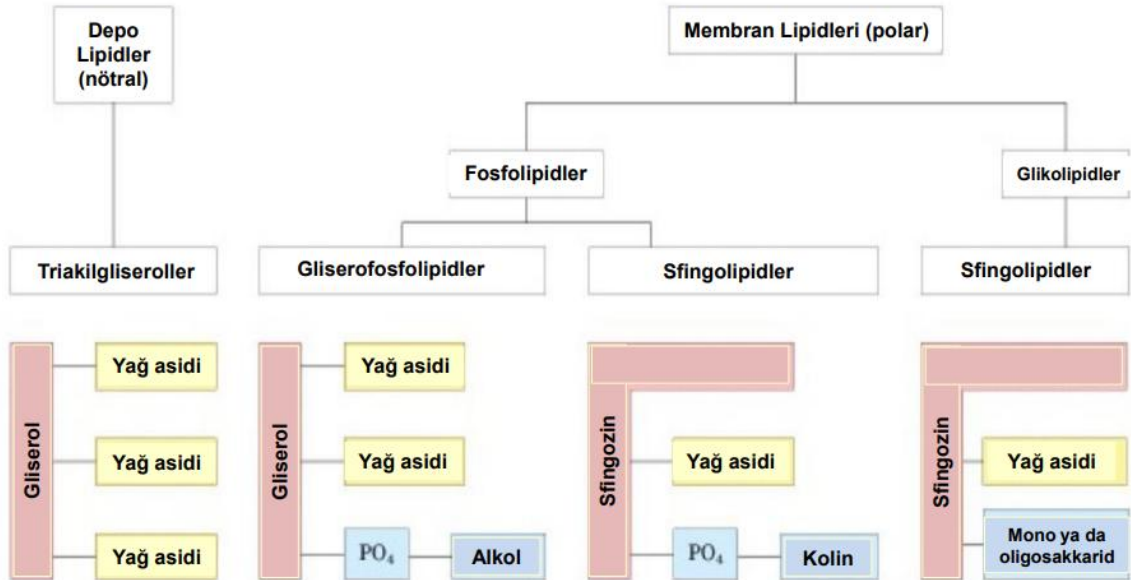 Depo
Lipidler
(nötral)
Membran Lipidleri (polar)
Fosfolipidler
Glikolipidler
Triakilgliseroller
Gliserofosfolipidler
Sfingolipidler
Sfingolipidler
Gliserol
Yağ asidi
Yağ asidi
Yağ asidi
Gliserol
Yağ asidi
Yağ asidi
PO₄
Alkol
Sfingozin
Yağ asidi
PO₄
Kolin
Sfingozin
Yağ asidi
Mono ya da
oligosakkarid